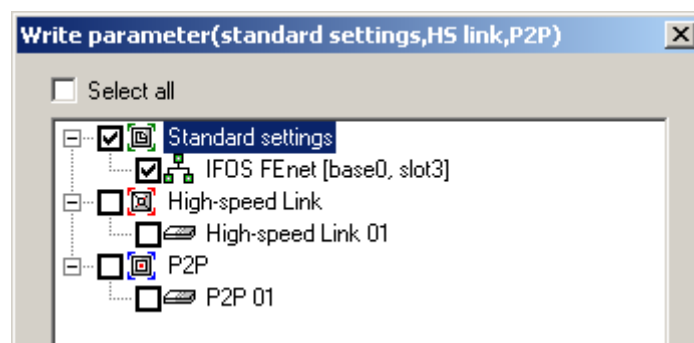 Write parameter(standard settings,HS link,P2P)
Select all
Standard settings
IFOS FEnet [base0, slot3]
High-speed Link
High-speed Link 01
P2P
P2P 01